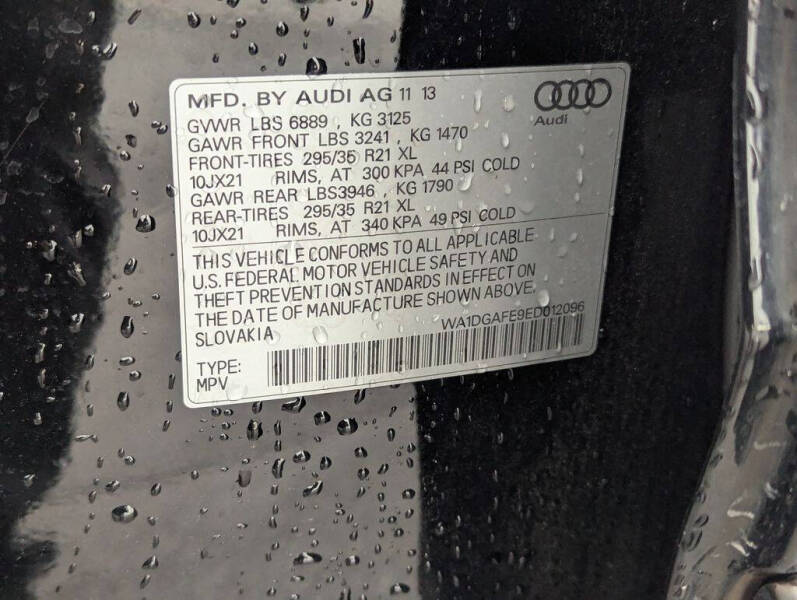 MFD. BY AUDI AG 11 13
Audi
GVWR LBS 6889 , KG 3125
GAWR FRONT LBS 3241 , KG 1470
FRONT-TIRES 295/35 R21 XL
10JX21 RIMS, AT 300 KPA 44 PSI COLD
GAWR REAR LBS3946 , KG 1790
REAR-TIRES 295/35 R21 XL
10JX21 RIMS, AT 340 KPA 49 PSI COLD
THIS VEHICLE CONFORMS TO ALL APPLICABLE
U.S. FEDERAL MOTOR VEHICLE SAFETY AND
THEFT PREVENTION STANDARDS IN EFFECT ON
THE DATE OF MANUFACTURE SHOWN ABOVE.
SLOVAKIA
WA1DGAFE9ED012096
TYPE:
MPV